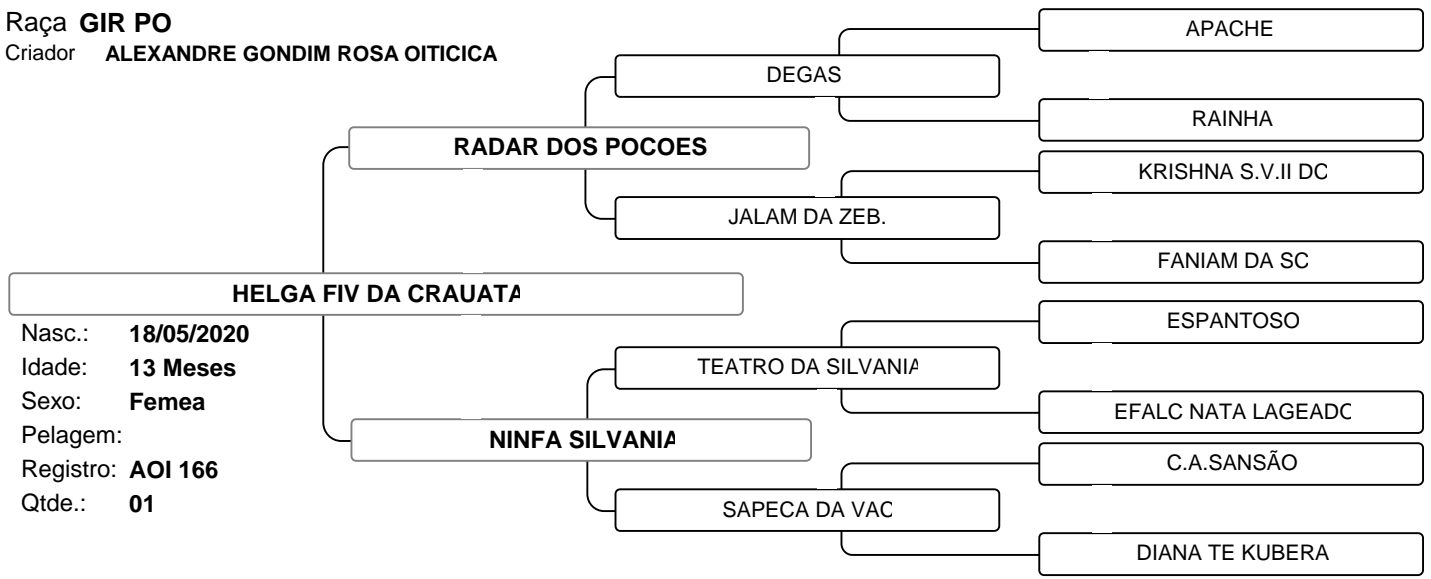 Raça GIR PO
Criador ALEXANDRE GONDIM ROSA OITICICA
APACHE
DEGAS
RAINHA
RADAR DOS POCOES
KRISHNA S.V.II DC
JALAM DA ZEB.
FANIAM DA SC
HELGA FIV DA CRAUATA
Nasc.: 18/05/2020
Idade: 13 Meses
Sexo: Femea
Pelagem:
Registro: AOI 166
Qtde.: 01
ESPANTOSO
TEATRO DA SILVANIA
EFALC NATA LAGEADO
NINFA SILVANIA
C.A.SANSÃO
SAPECA DA VAC
DIANA TE KUBERA